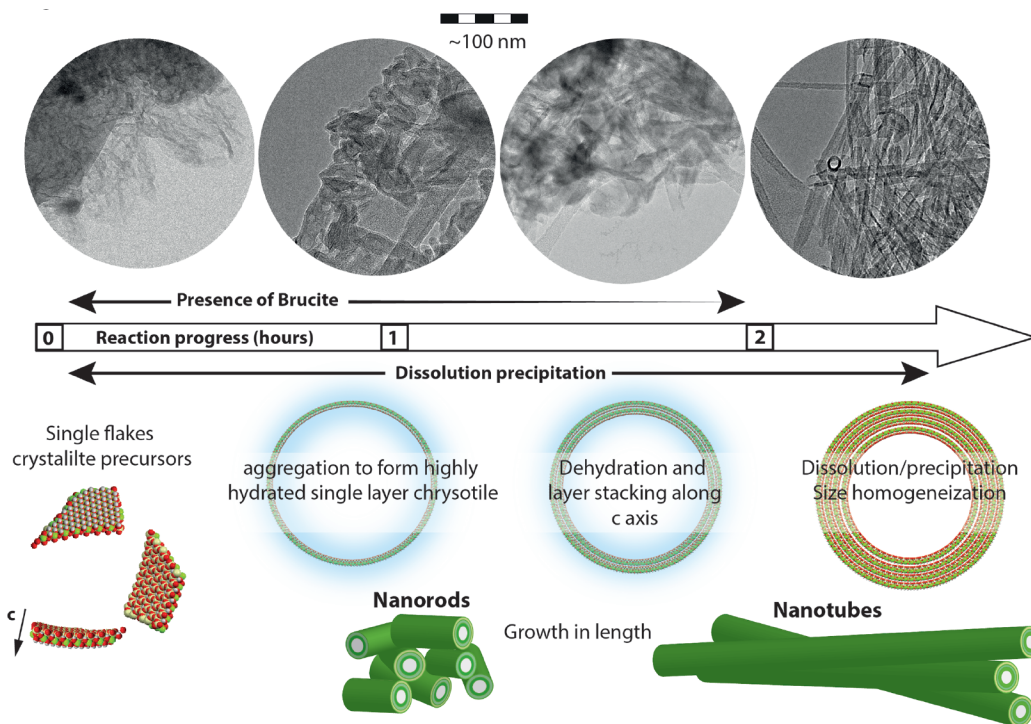 ~100 nm
Presence of Brucite
0
Reaction progress (hours)
1
2
Dissolution precipitation
Single flakes
crystalilte precursors
aggregation to form highly
hydrated single layer chrysotile
Dehydration and
layer stacking along
c axis
Dissolution/precipitation
Size homogeneization
c
Nanorods
Growth in length
Nanotubes